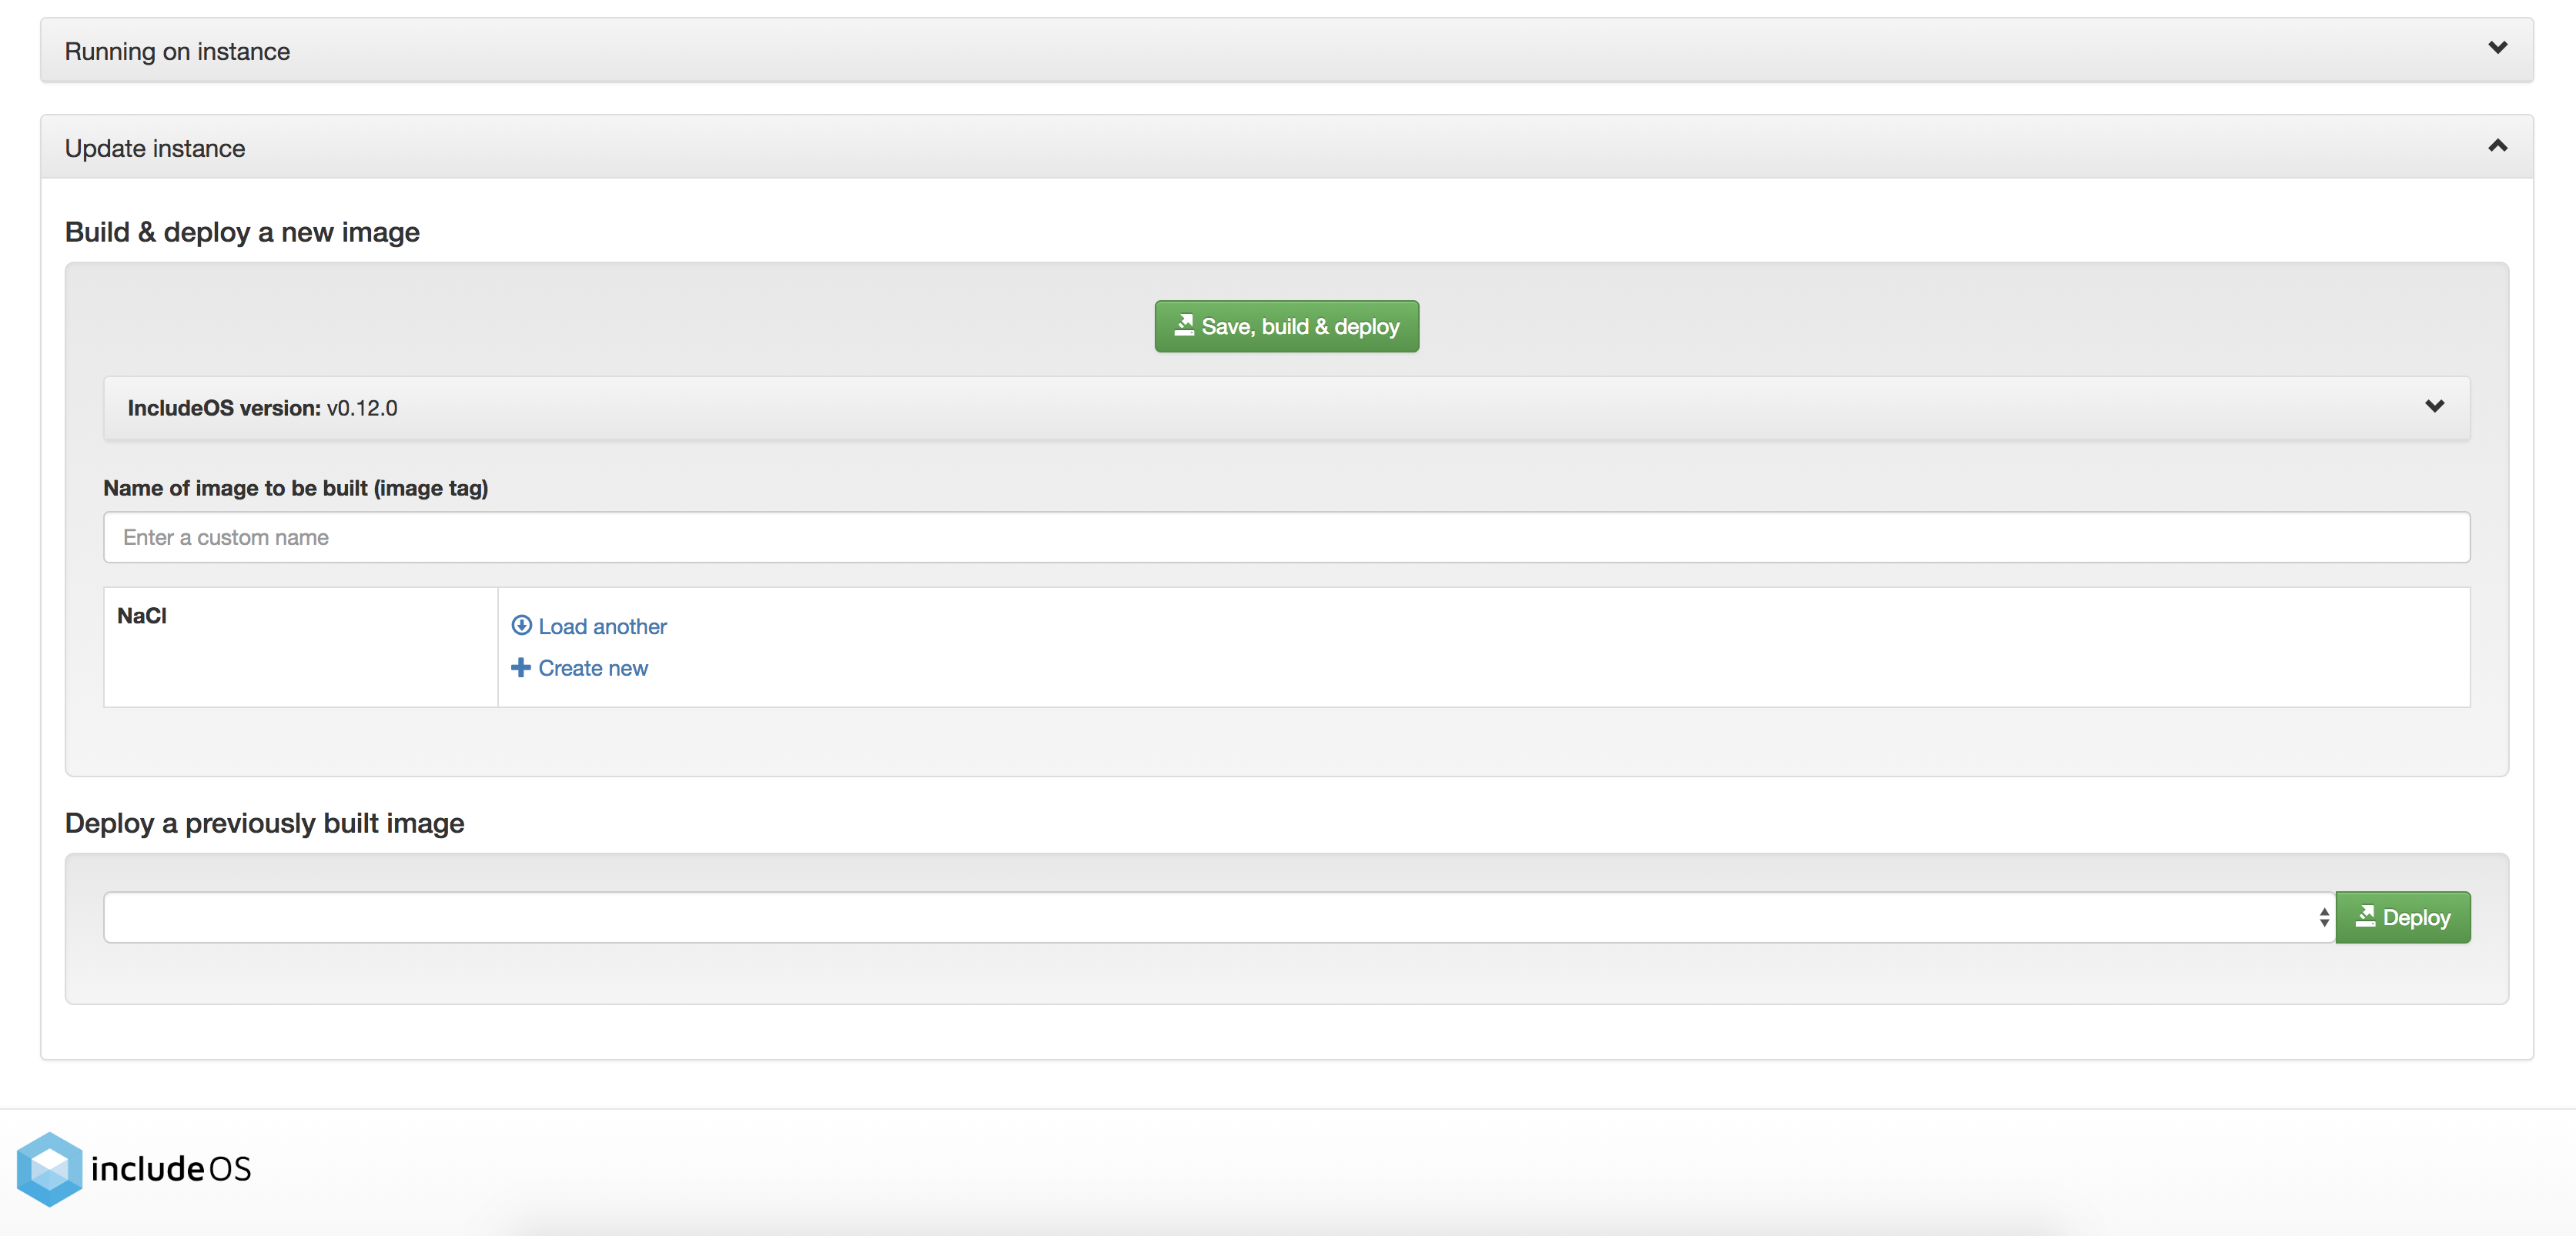 Running on instance
Update instance
Build & deploy a new image
Save, build & deploy
IncludeOS version: v0.12.0
Name of image to be built (image tag)
Enter a custom name
NaCl
Load another
Create new
Deploy a previously built image
Deploy
includeOS